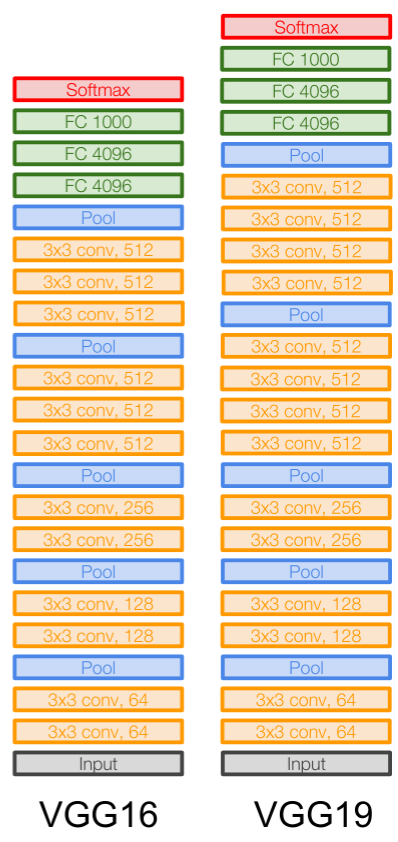 Softmax
FC 1000
FC 4096
FC 4096
Pool
3x3 conv, 512
3x3 conv, 512
3x3 conv, 512
Pool
3x3 conv, 512
3x3 conv, 512
3x3 conv, 512
Pool
3x3 conv, 256
3x3 conv, 256
Pool
3x3 conv, 128
3x3 conv, 128
Pool
3x3 conv, 64
3x3 conv, 64
Input
VGG16
Softmax
FC 1000
FC 4096
FC 4096
Pool
3x3 conv, 512
3x3 conv, 512
3x3 conv, 512
3x3 conv, 512
Pool
3x3 conv, 512
3x3 conv, 512
3x3 conv, 512
3x3 conv, 512
Pool
3x3 conv, 256
3x3 conv, 256
Pool
3x3 conv, 128
3x3 conv, 128
Pool
3x3 conv, 64
3x3 conv, 64
Input
VGG19